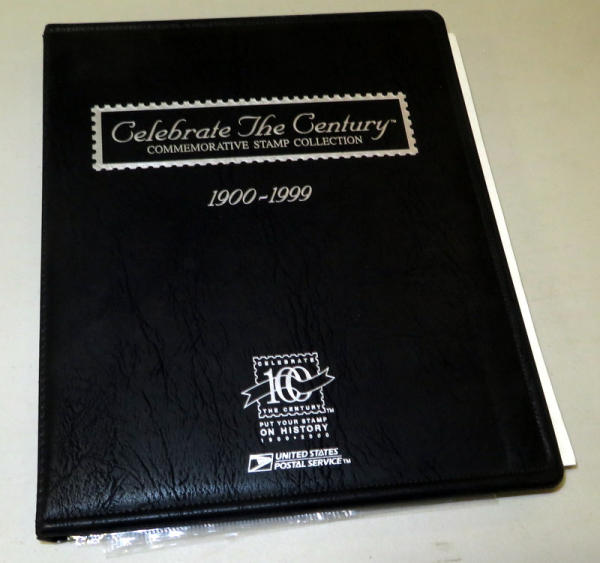 Celebrate The Century™
COMMEMORATIVE STAMP COLLECTION
1900-1999
CELEBRATE
100
THE CENTURY™
PUT YOUR STAMP
ON HISTORY
1900•2000
UNITED STATES
POSTAL SERVICE™